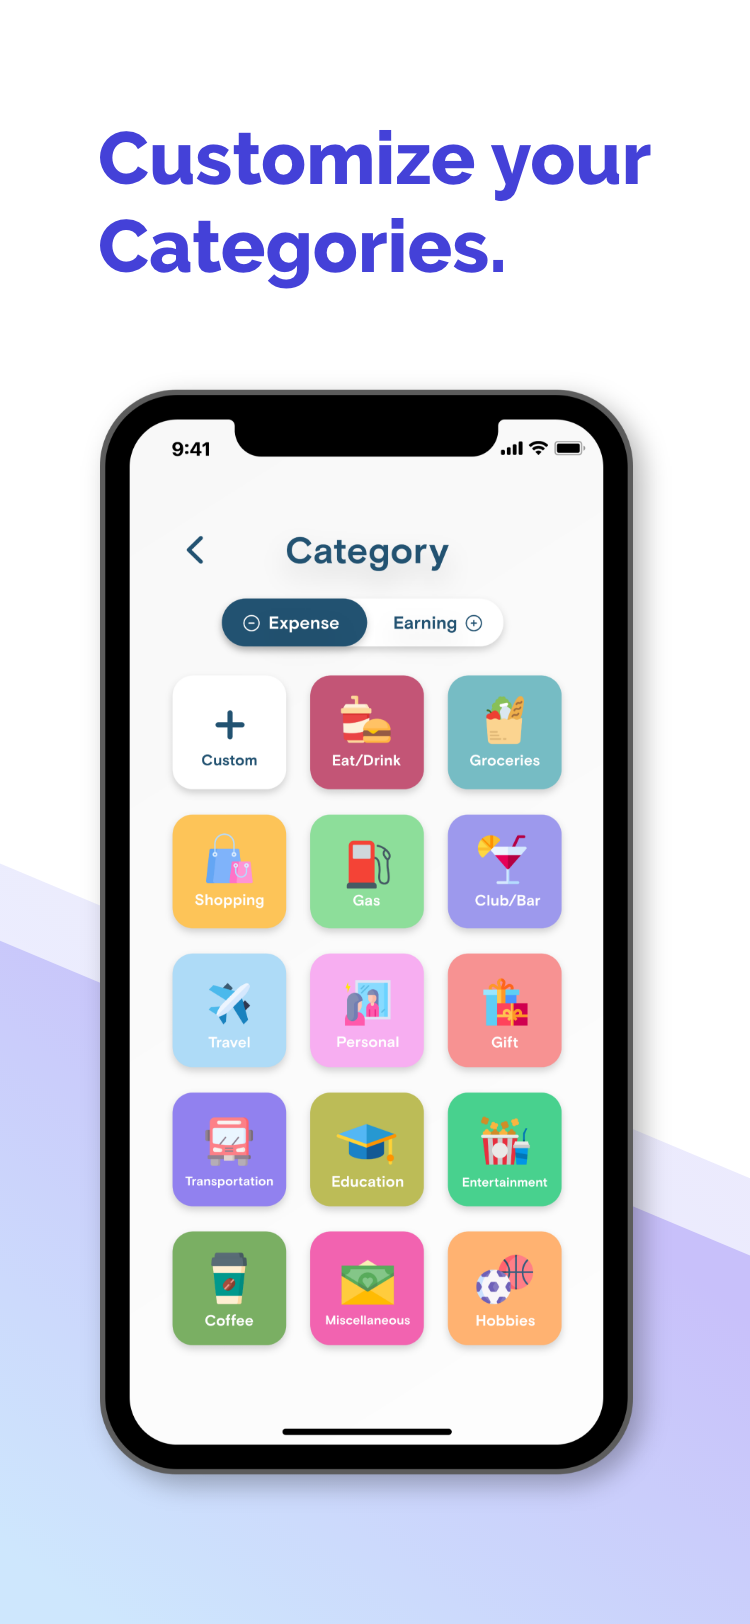 Customize your
Categories.
9:41
Category
Expense Earning
Custom Eat/Drink Groceries
Shopping Gas Club/Bar
Travel Personal Gift
Transportation Education Entertainment
Coffee Miscellaneous Hobbies